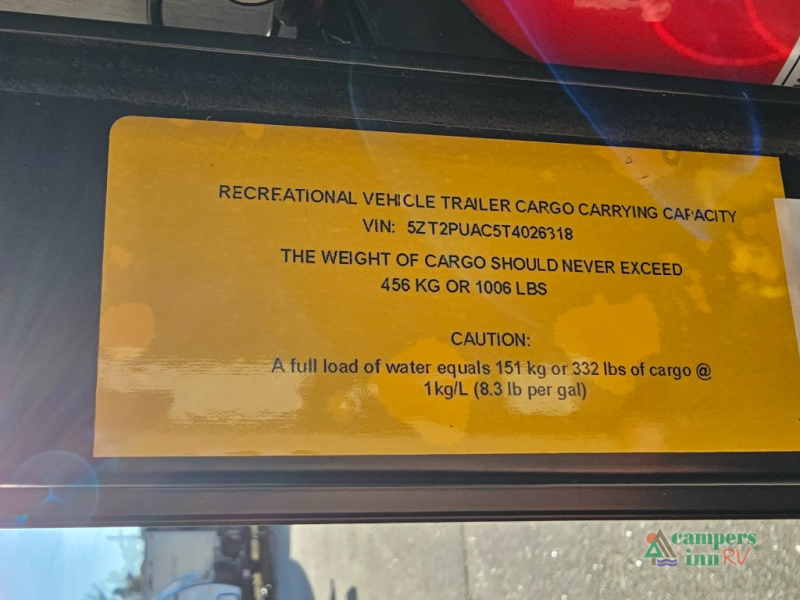 RECREATIONAL VEHICLE TRAILER CARGO CARRYING CAPACITY
VIN: 5ZT2PUAC5T4026318
THE WEIGHT OF CARGO SHOULD NEVER EXCEED
456 KG OR 1006 LBS
CAUTION:
A full load of water equals 151 kg or 332 lbs of cargo @
1kg/L (8.3 lb per gal)
campers
inn RV